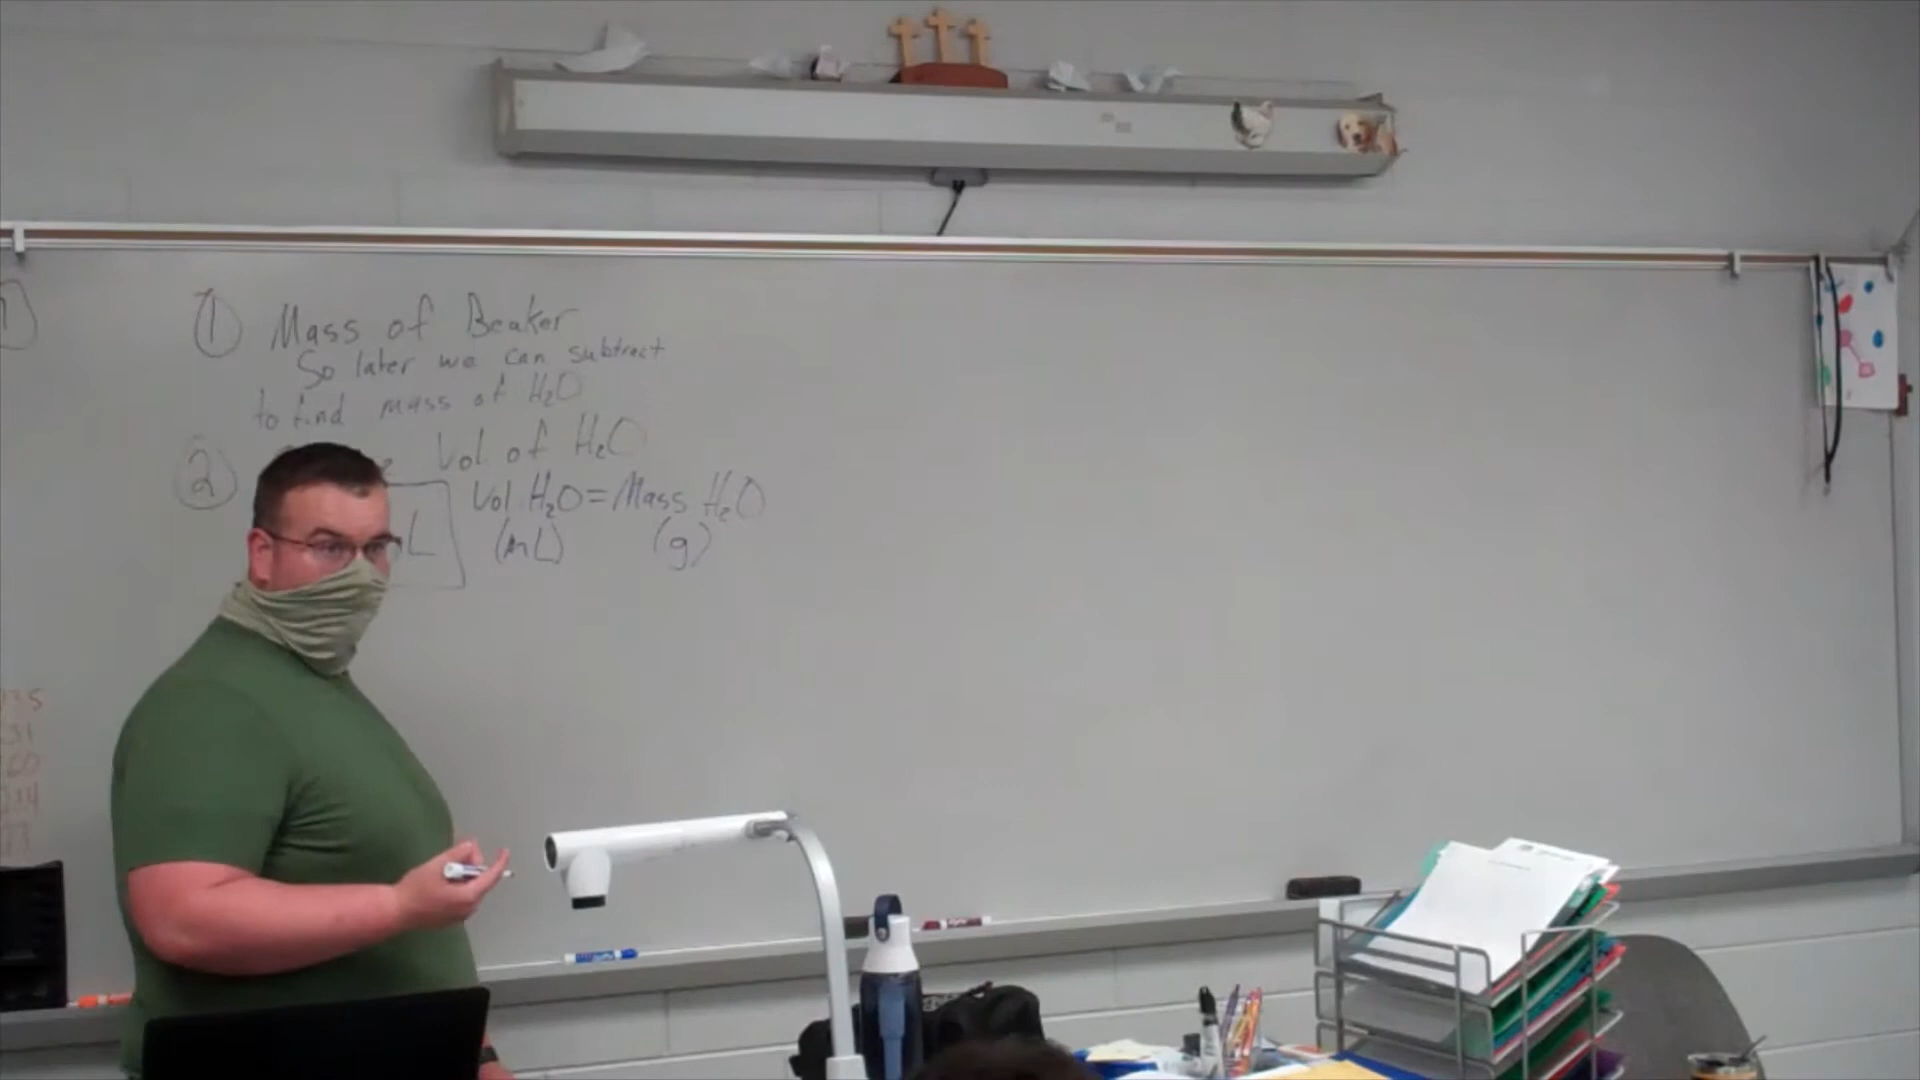 ① Mass of Beaker
So later we can subtract
to find mass of H₂O
② Vol. of H₂O
Vol H₂O = Mass H₂O
(mL) (g)